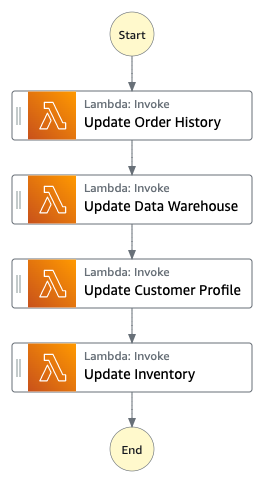 Start
Lambda: Invoke
Update Order History
Lambda: Invoke
Update Data Warehouse
Lambda: Invoke
Update Customer Profile
Lambda: Invoke
Update Inventory
End